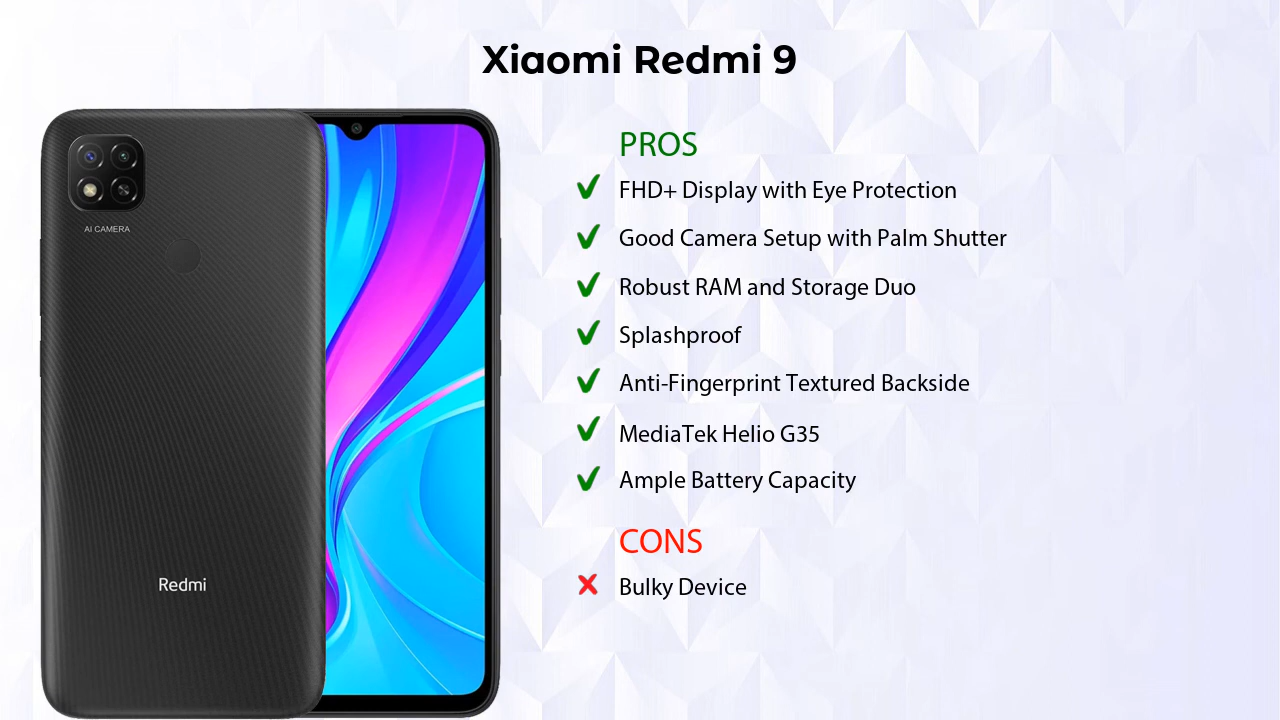 Xiaomi Redmi 9
AI CAMERA
Redmi
PROS
FHD+ Display with Eye Protection
Good Camera Setup with Palm Shutter
Robust RAM and Storage Duo
Splashproof
Anti-Fingerprint Textured Backside
MediaTek Helio G35
Ample Battery Capacity
CONS
Bulky Device